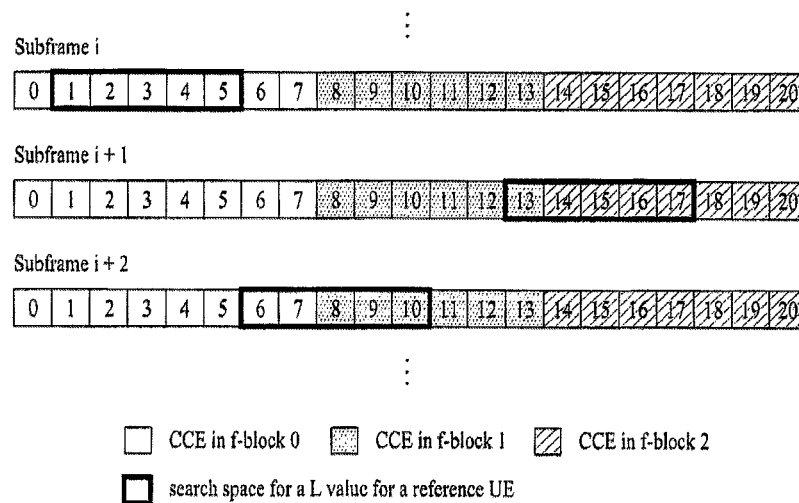 Subframe i
0 1 2 3 4 5 6 7 8 9 10 11 12 13 14 15 16 17 18 19 20
Subframe i + 1
0 1 2 3 4 5 6 7 8 9 10 11 12 13 14 15 16 17 18 19 20
Subframe i + 2
0 1 2 3 4 5 6 7 8 9 10 11 12 13 14 15 16 17 18 19 20
CCE in f-block 0 CCE in f-block 1 CCE in f-block 2
search space for a L value for a reference UE